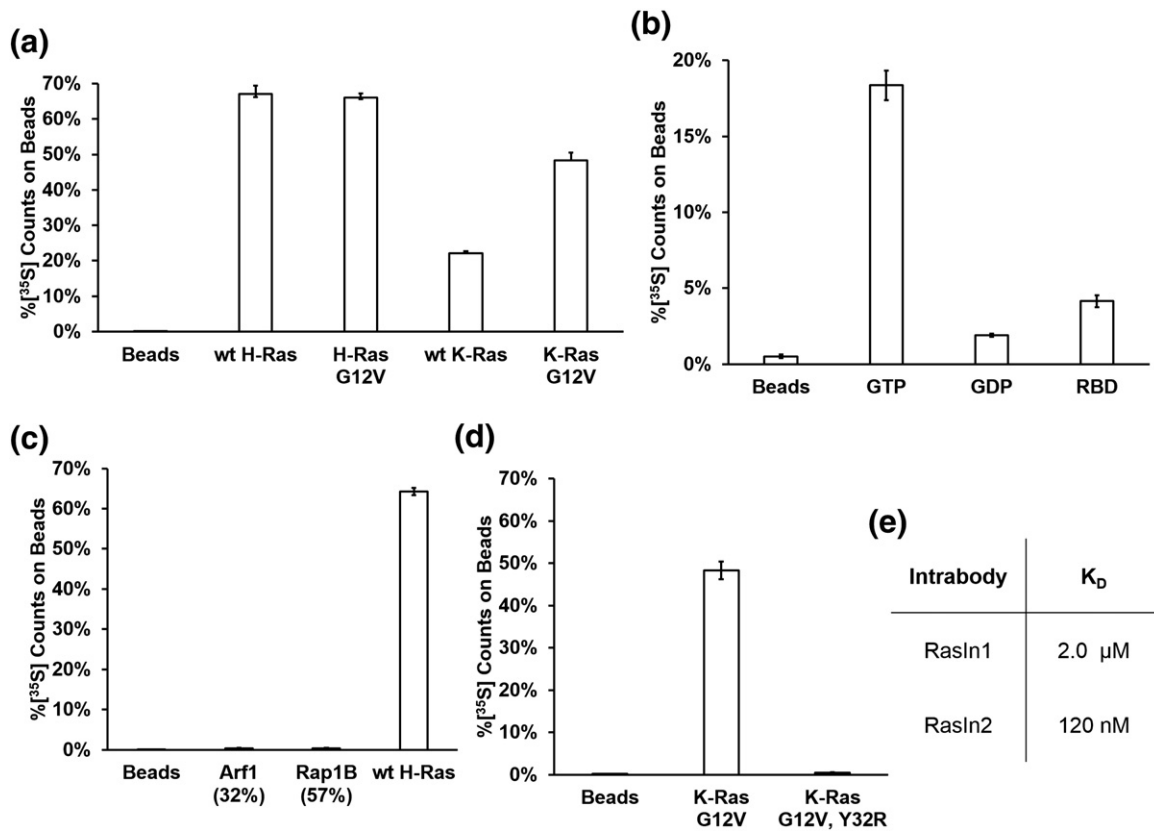 (a)
%[³⁵S] Counts on Beads
70%
60%
50%
40%
30%
20%
10%
0%
Beads
wt H-Ras
H-Ras
G12V
wt K-Ras
K-Ras
G12V
(b)
%[³⁵S] Counts on Beads
20%
15%
10%
5%
0%
Beads
GTP
GDP
RBD
(c)
%[³⁵S] Counts on Beads
70%
60%
50%
40%
30%
20%
10%
0%
Beads
Arf1
(32%)
Rap1B
(57%)
wt H-Ras
(d)
%[³⁵S] Counts on Beads
70%
60%
50%
40%
30%
20%
10%
0%
Beads
K-Ras
G12V
K-Ras
G12V, Y32R
(e)
Intrabody K_D
RasIn1 2.0 µM
RasIn2 120 nM